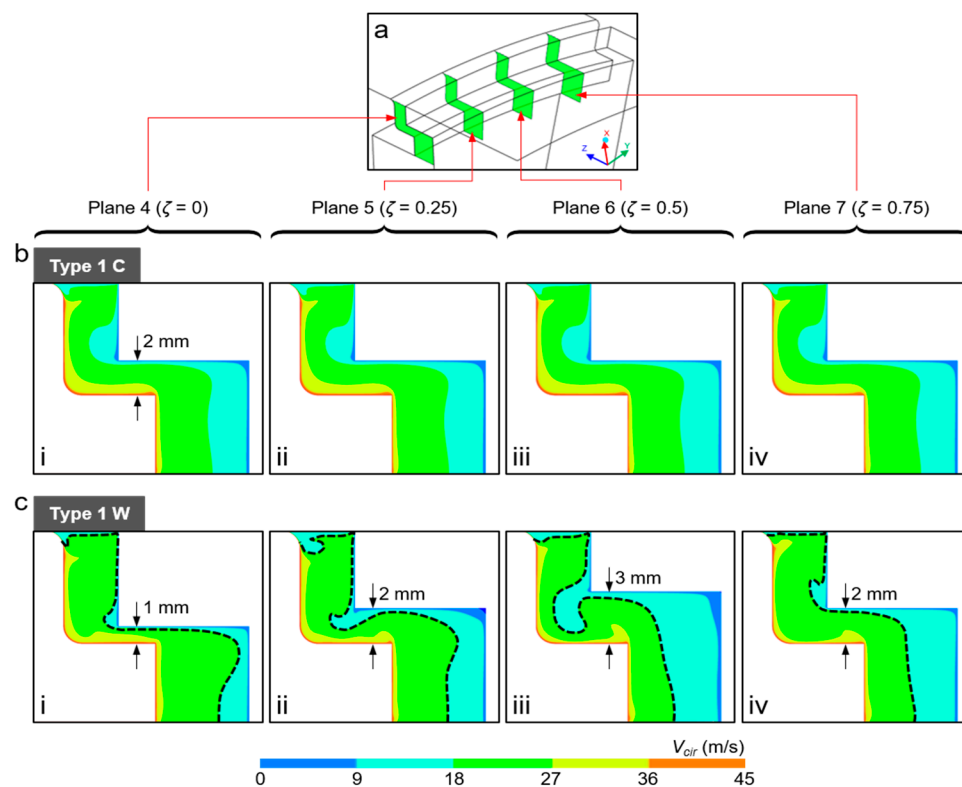 a
X
Z
Y
Plane 4 (ζ = 0)
Plane 5 (ζ = 0.25)
Plane 6 (ζ = 0.5)
Plane 7 (ζ = 0.75)
b
Type 1 C
2 mm
i
ii
iii
iv
c
Type 1 W
1 mm
2 mm
3 mm
2 mm
i
ii
iii
iv
Vcir (m/s)
0
9
18
27
36
45